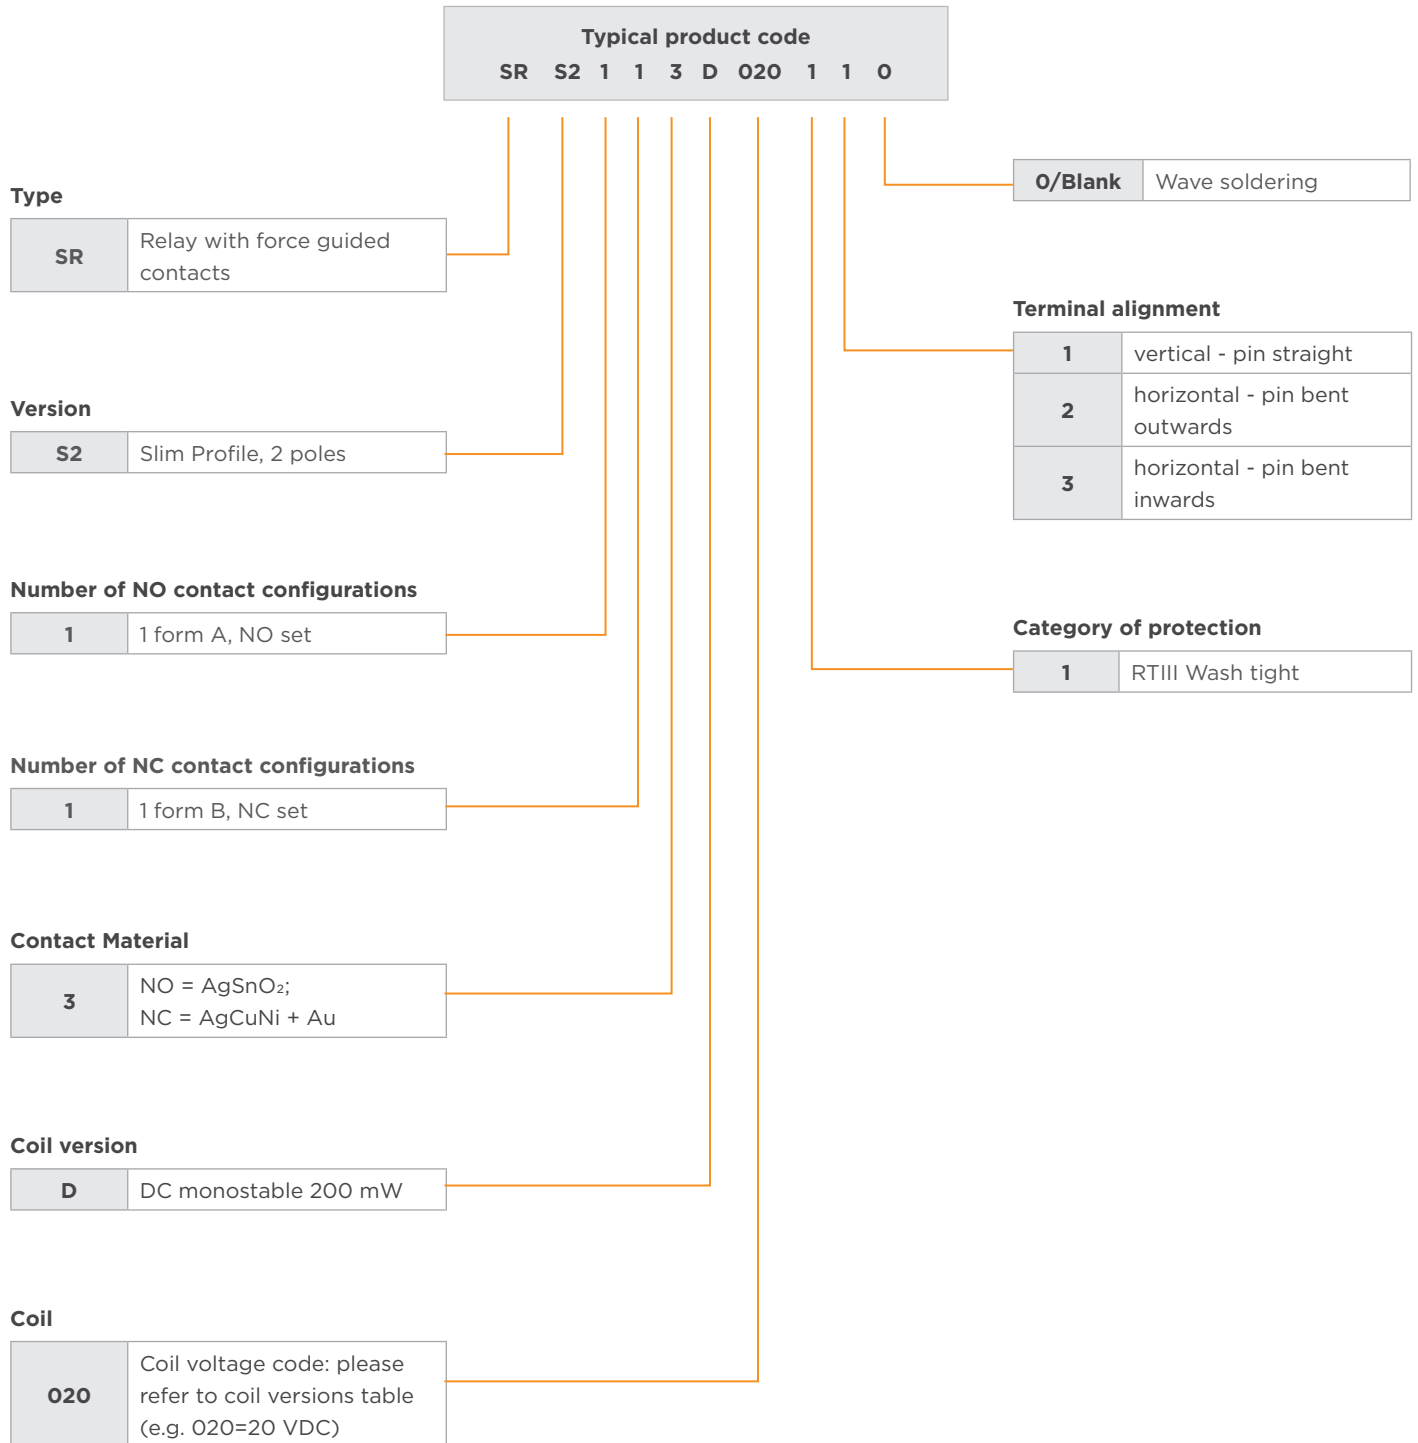 Typical product code
SR S2 1 1 3 D 020 1 1 0
Type
SR Relay with force guided
contacts
Version
S2 Slim Profile, 2 poles
Number of NO contact configurations
1 1 form A, NO set
Number of NC contact configurations
1 1 form B, NC set
Contact Material
3 NO = AgSnO₂;
NC = AgCuNi + Au
Coil version
D DC monostable 200 mW
Coil
020 Coil voltage code: please
refer to coil versions table
(e.g. 020=20 VDC)
0/Blank Wave soldering
Terminal alignment
1 vertical - pin straight
2 horizontal - pin bent
outwards
3 horizontal - pin bent
inwards
Category of protection
1 RTIII Wash tight